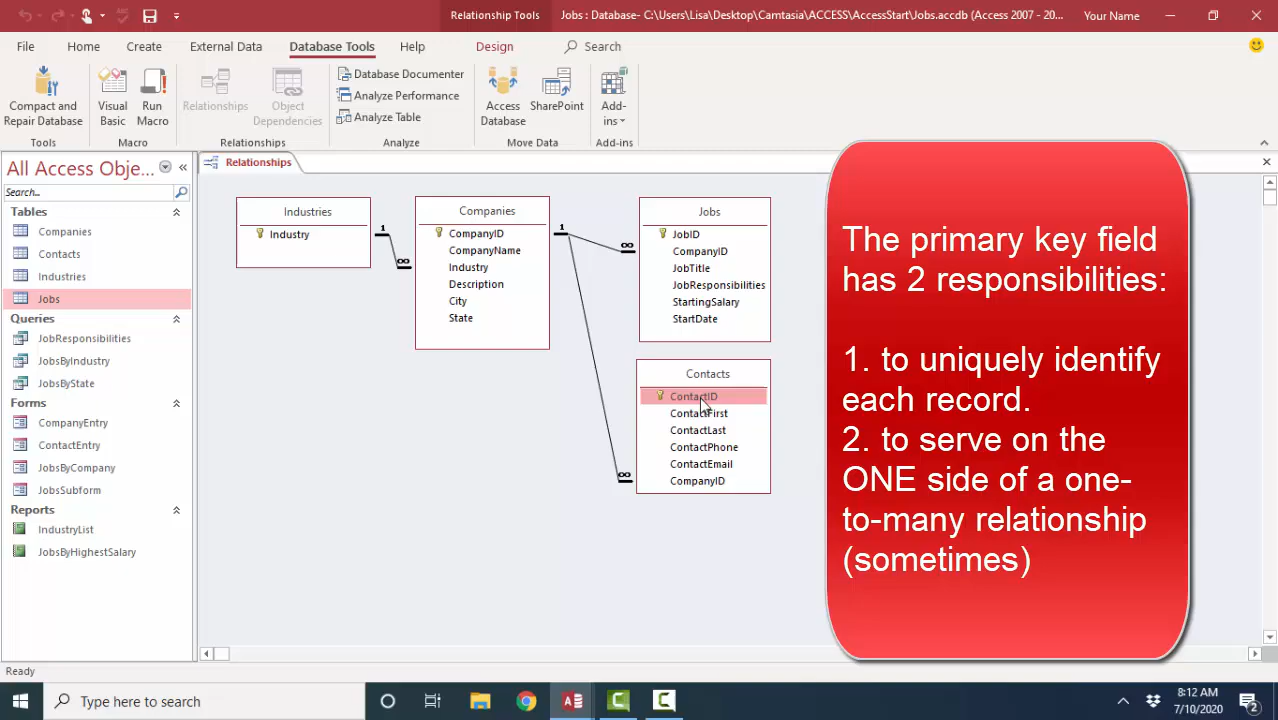 Relationship Tools
Jobs : Database- C:\Users\Lisa\Desktop\Camtasia\ACCESS\AccessStart\Jobs.accdb (Access 2007 - 20...
Your Name
File
Home
Create
External Data
Database Tools
Help
Design
Search
Compact and
Repair Database
Visual
Basic
Run
Macro
Relationships
Object
Dependencies
Database Documenter
Analyze Performance
Analyze Table
Access
Database
SharePoint
Add-
ins
Tools
Macro
Relationships
Analyze
Move Data
Add-ins
All Access Obje...
Search...
Tables
Companies
Contacts
Industries
Jobs
Queries
JobResponsibilities
JobsByIndustry
JobsByState
Forms
CompanyEntry
ContactEntry
JobsByCompany
JobsSubform
Reports
IndustryList
JobsByHighestSalary
Relationships
Industries
Industry
1
∞
Companies
CompanyID
CompanyName
Industry
Description
City
State
1
∞
∞
Jobs
JobID
CompanyID
JobTitle
JobResponsibilities
StartingSalary
StartDate
Contacts
ContactID
ContactFirst
ContactLast
ContactPhone
ContactEmail
CompanyID
The primary key field
has 2 responsibilities:
1. to uniquely identify
each record.
2. to serve on the
ONE side of a one-
to-many relationship
(sometimes)
Ready
Type here to search
8:12 AM
7/10/2020
2